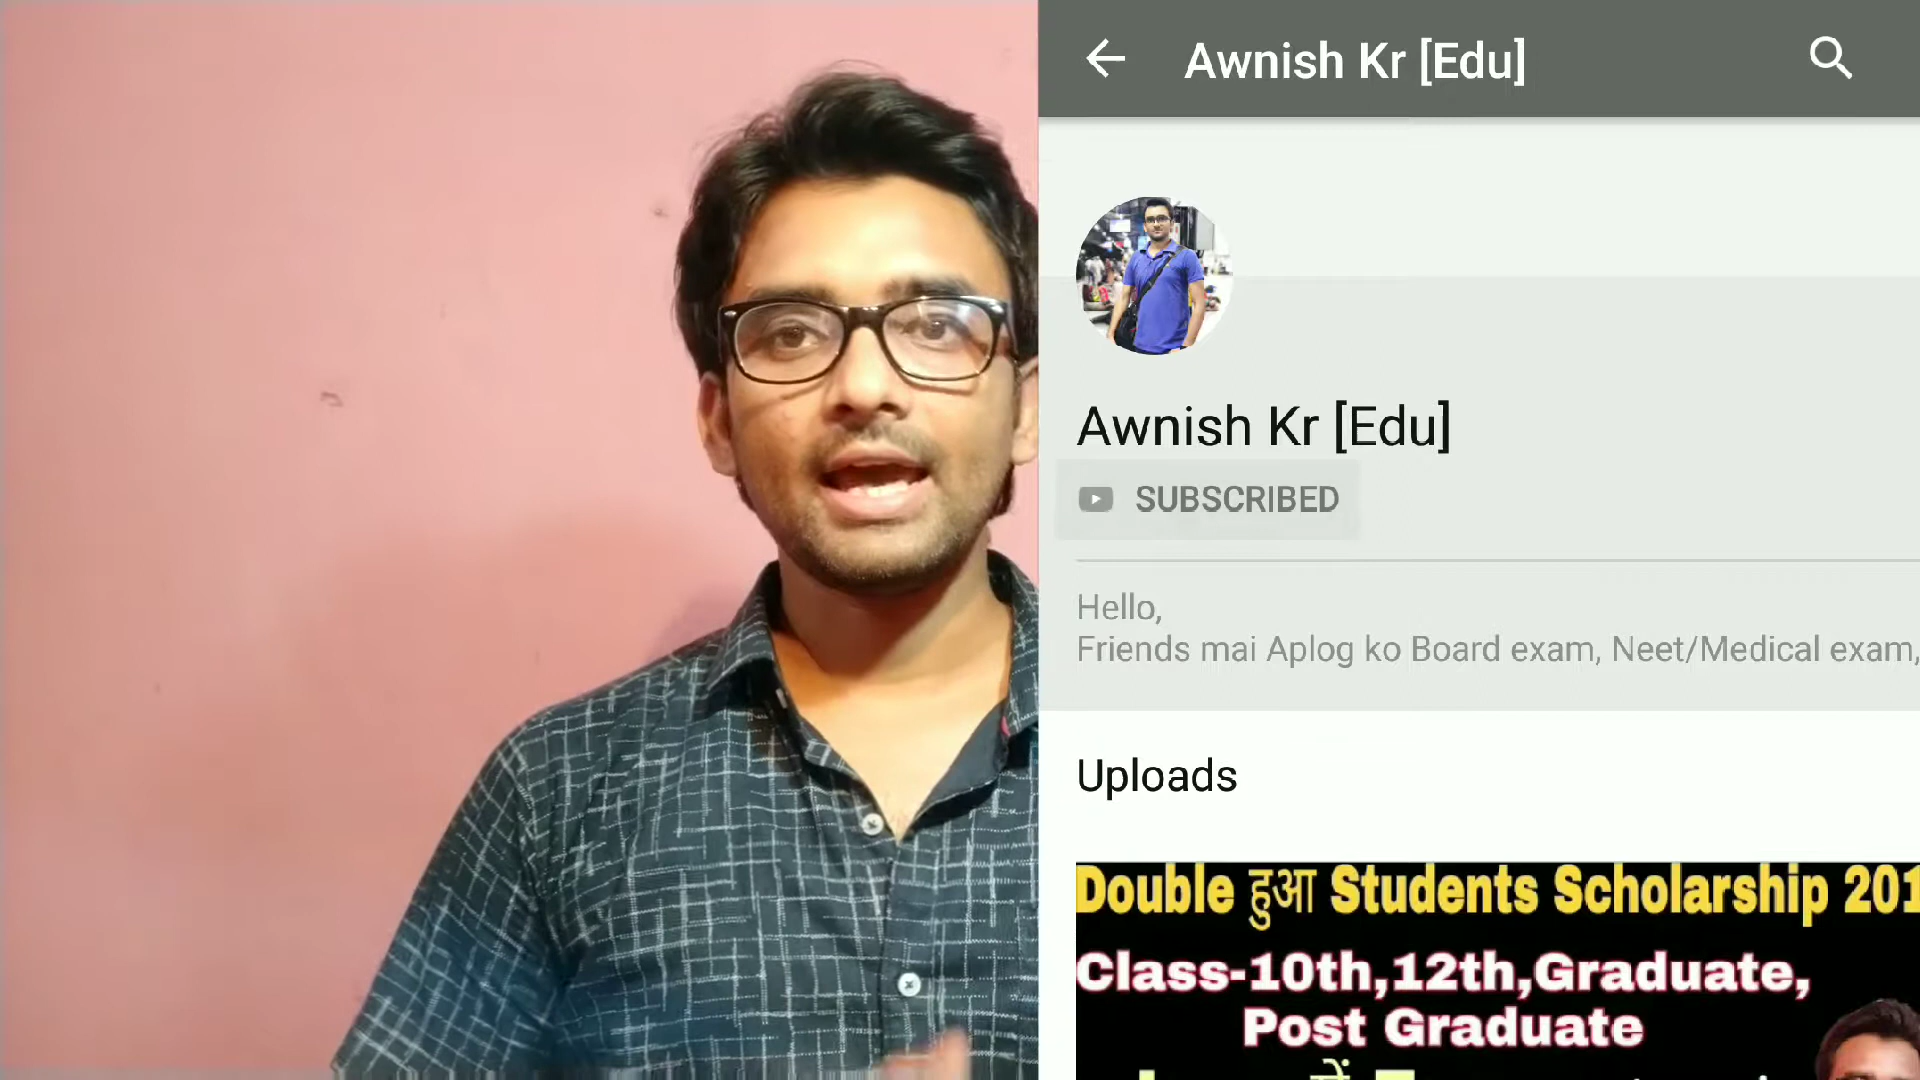 Awnish Kr [Edu]
Awnish Kr [Edu]
SUBSCRIBED
Hello,
Friends mai Aplog ko Board exam, Neet/Medical exam,
Uploads
Double हुआ Students Scholarship 201
Class-10th,12th,Graduate,
Post Graduate